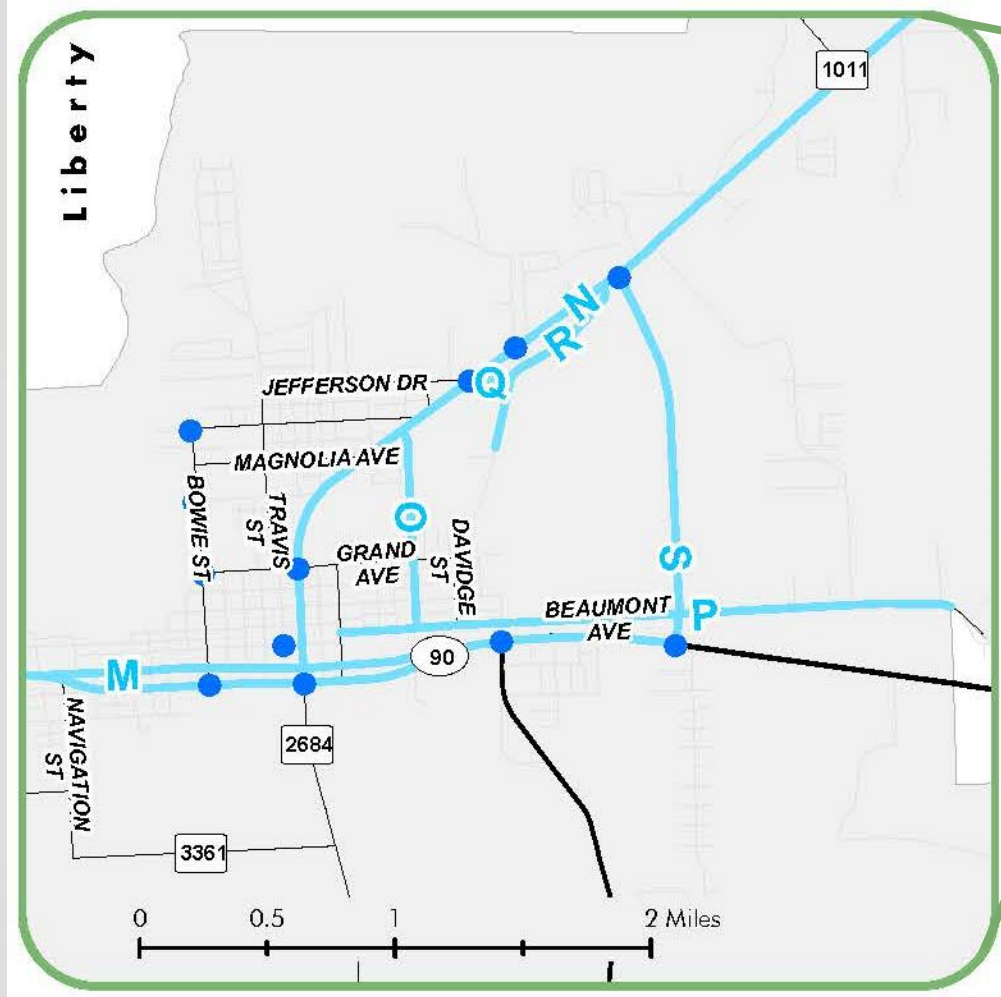 Liberty
1011
N
R
Q
JEFFERSON DR
MAGNOLIA AVE
BOWIE ST
TRAVIS
ST
O
GRAND
AVE
DAVIDGE
ST
S
P
BEAUMONT
AVE
90
M
NAVIGATION
ST
2684
3361
0 0.5 1 2 Miles